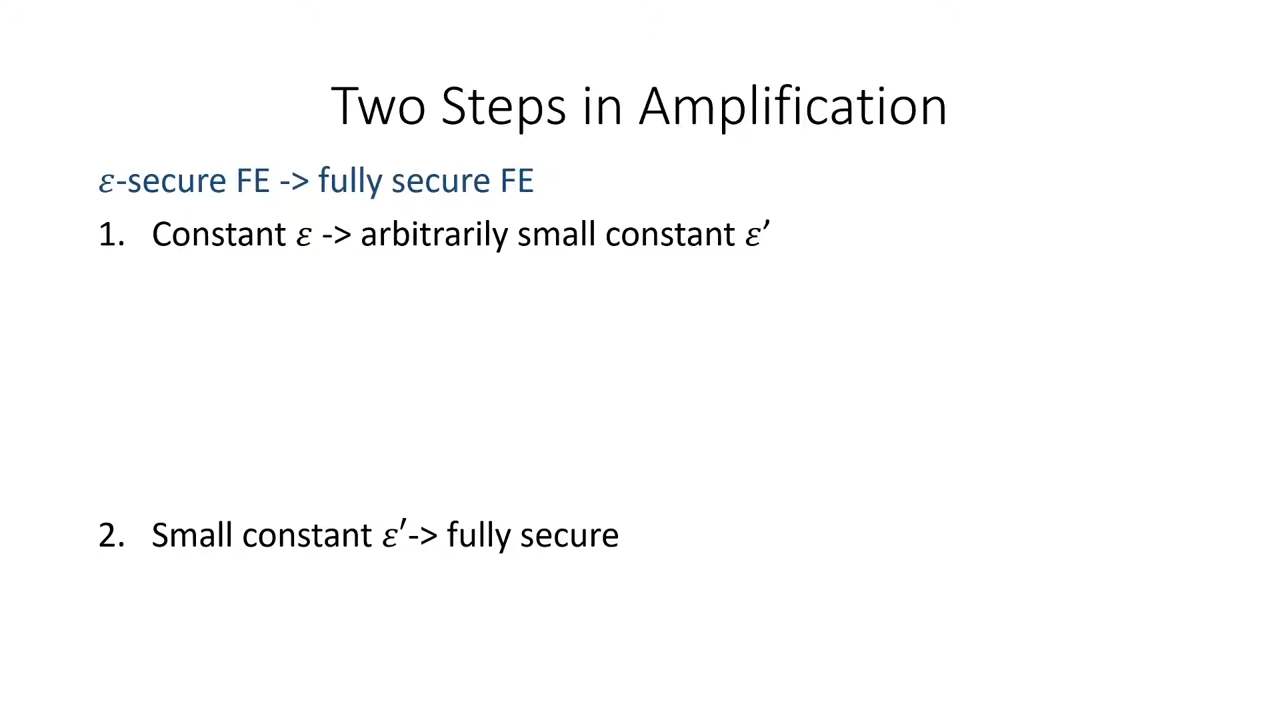 Two Steps in Amplification
𝜀-secure FE -> fully secure FE
1. Constant 𝜀 -> arbitrarily small constant 𝜀’
2. Small constant 𝜀′-> fully secure